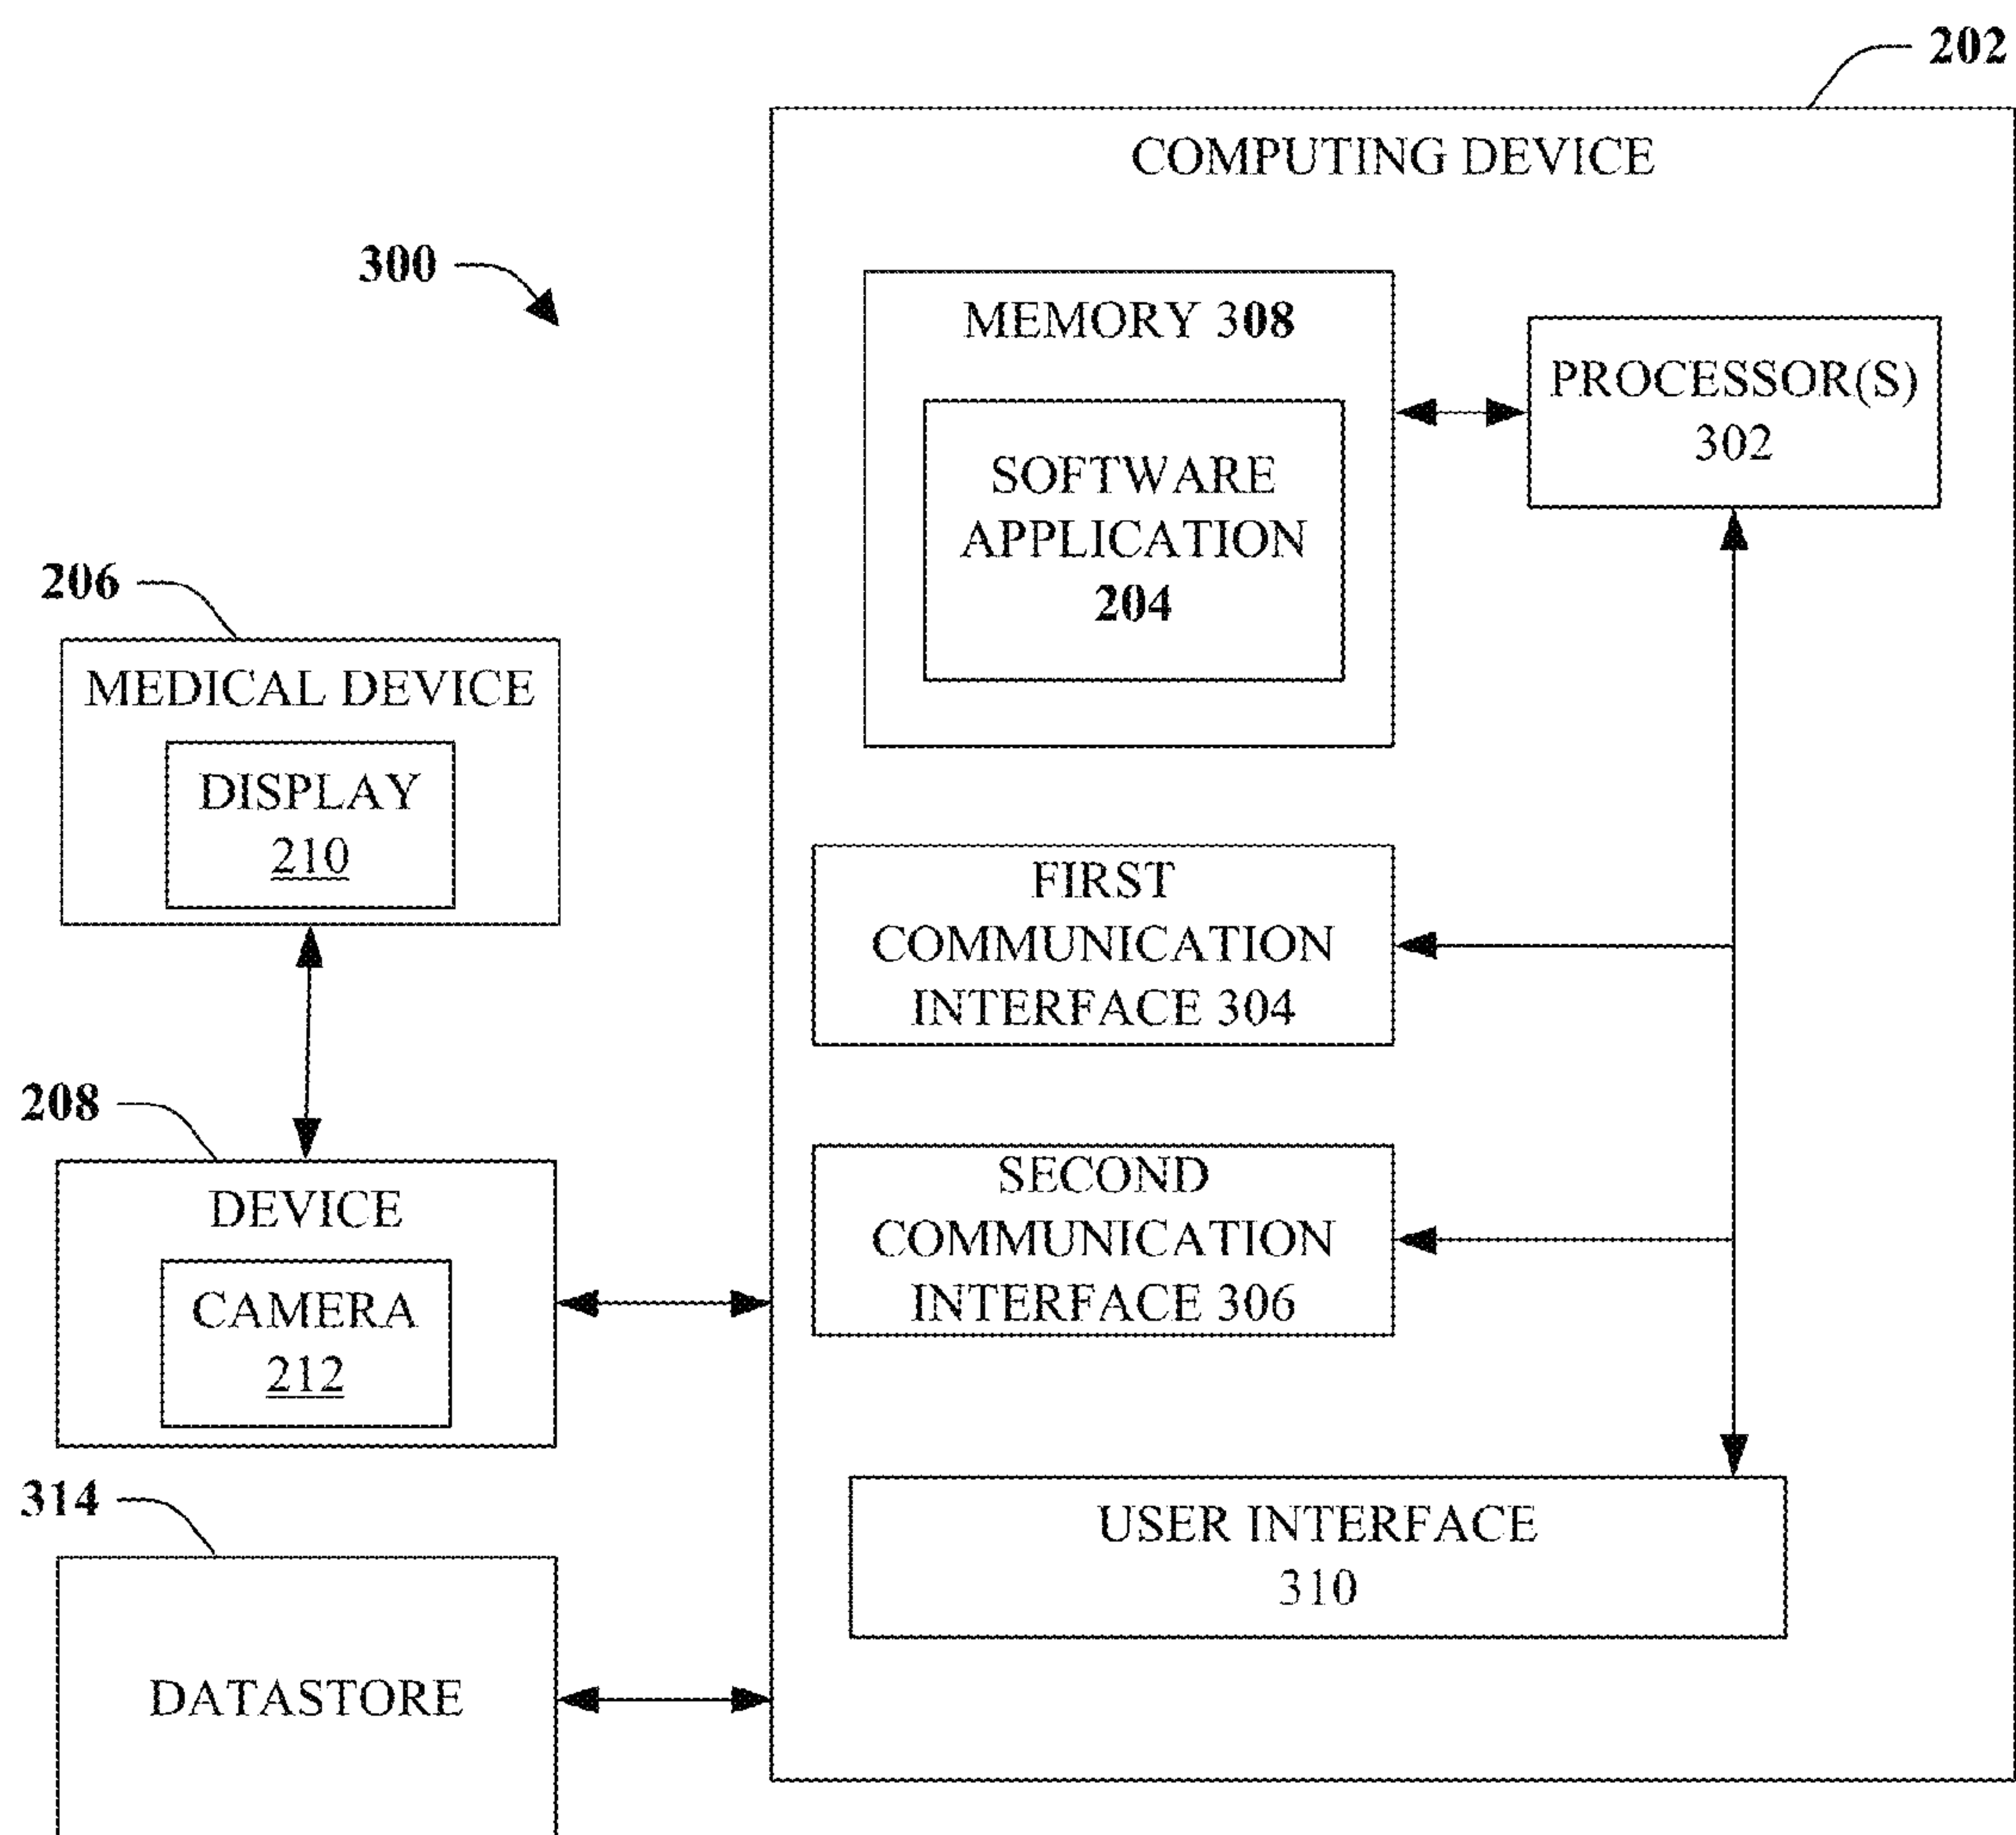 202
COMPUTING DEVICE
300
MEMORY 308
PROCESSOR(S)
302
SOFTWARE
APPLICATION
204
206
MEDICAL DEVICE
DISPLAY
210
FIRST
COMMUNICATION
INTERFACE 304
208
DEVICE
CAMERA
212
SECOND
COMMUNICATION
INTERFACE 306
314
DATASTORE
USER INTERFACE
310